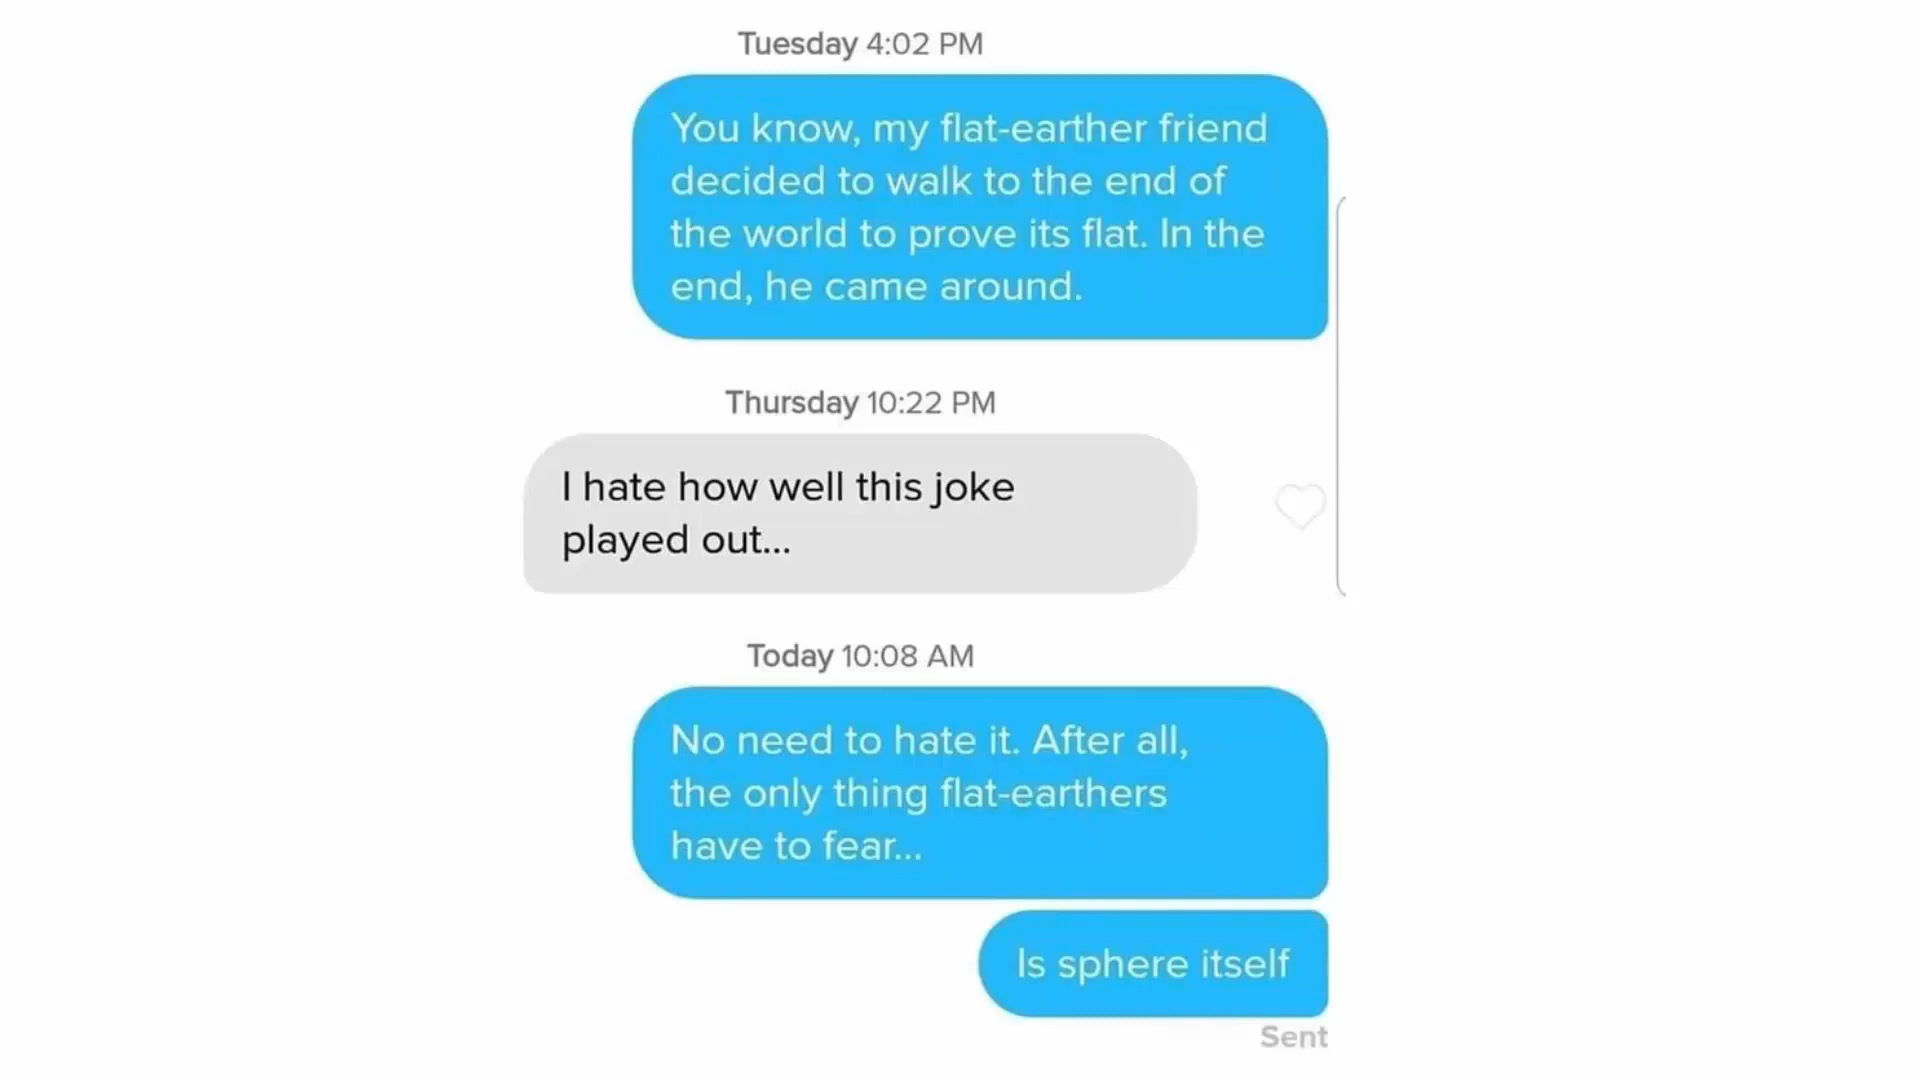 Tuesday 4:02 PM
You know, my flat-earther friend
decided to walk to the end of
the world to prove its flat. In the
end, he came around.
Thursday 10:22 PM
I hate how well this joke
played out...
Today 10:08 AM
No need to hate it. After all,
the only thing flat-earthers
have to fear...
Is sphere itself
Sent